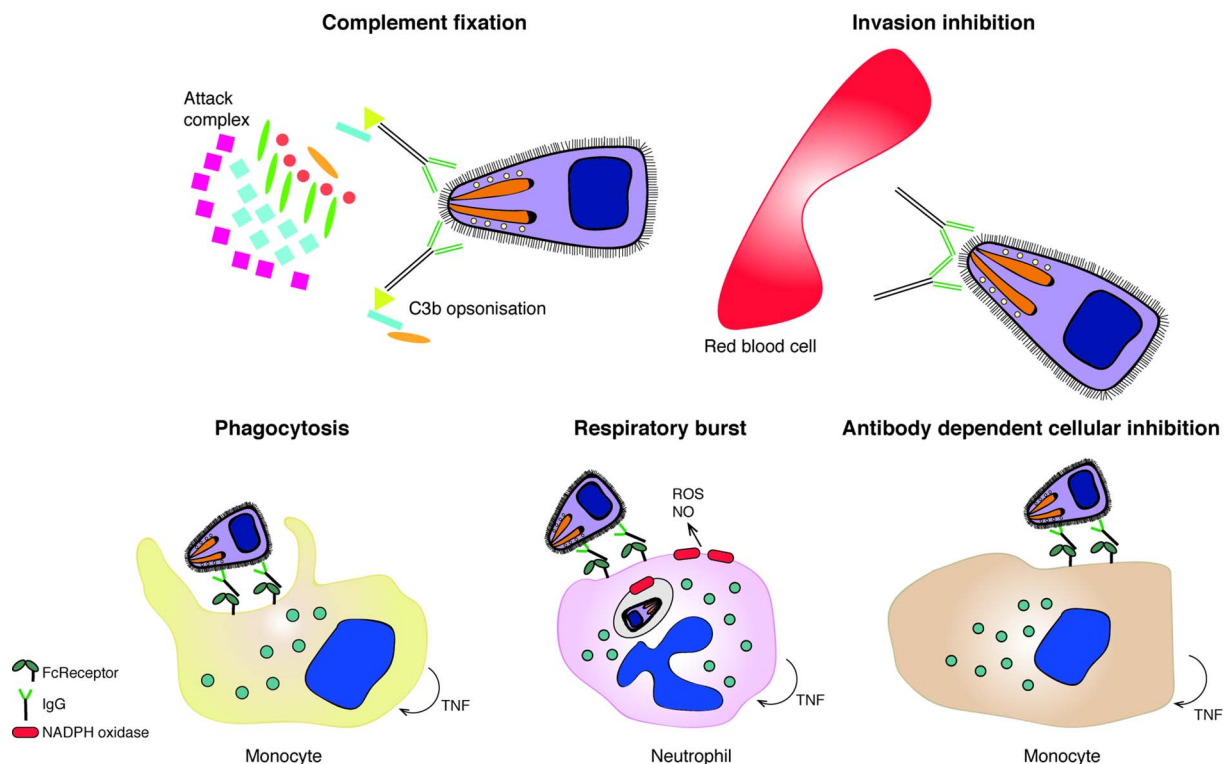 Complement fixation
Invasion inhibition
Attack
complex
C3b opsonisation
Red blood cell
Phagocytosis
Respiratory burst
Antibody dependent cellular inhibition
ROS
NO
FcReceptor
IgG
NADPH oxidase
TNF
TNF
TNF
Monocyte
Neutrophil
Monocyte